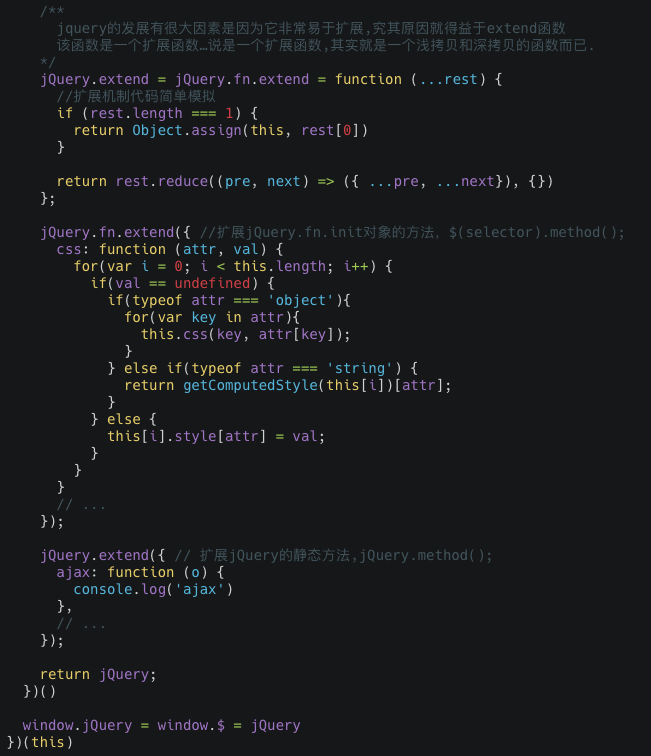 /**
jquery的发展有很大因素是因为它非常易于扩展,究其原因就得益于extend函数
该函数是一个扩展函数…说是一个扩展函数,其实就是一个浅拷贝和深拷贝的函数而已.
*/
jQuery.extend = jQuery.fn.extend = function (...rest) {
//扩展机制代码简单模拟
if (rest.length === 1) {
return Object.assign(this, rest[0])
}
return rest.reduce((pre, next) => ({ ...pre, ...next}), {})
};
jQuery.fn.extend({ //扩展jQuery.fn.init对象的方法, $(selector).method();
css: function (attr, val) {
for(var i = 0; i < this.length; i++) {
if(val == undefined) {
if(typeof attr === 'object'){
for(var key in attr){
this.css(key, attr[key]);
}
} else if(typeof attr === 'string') {
return getComputedStyle(this[i])[attr];
}
} else {
this[i].style[attr] = val;
}
}
}
// ...
});
jQuery.extend({ // 扩展jQuery的静态方法,jQuery.method();
ajax: function (o) {
console.log('ajax')
},
// ...
});
return jQuery;
})()
window.jQuery = window.$ = jQuery
})(this)